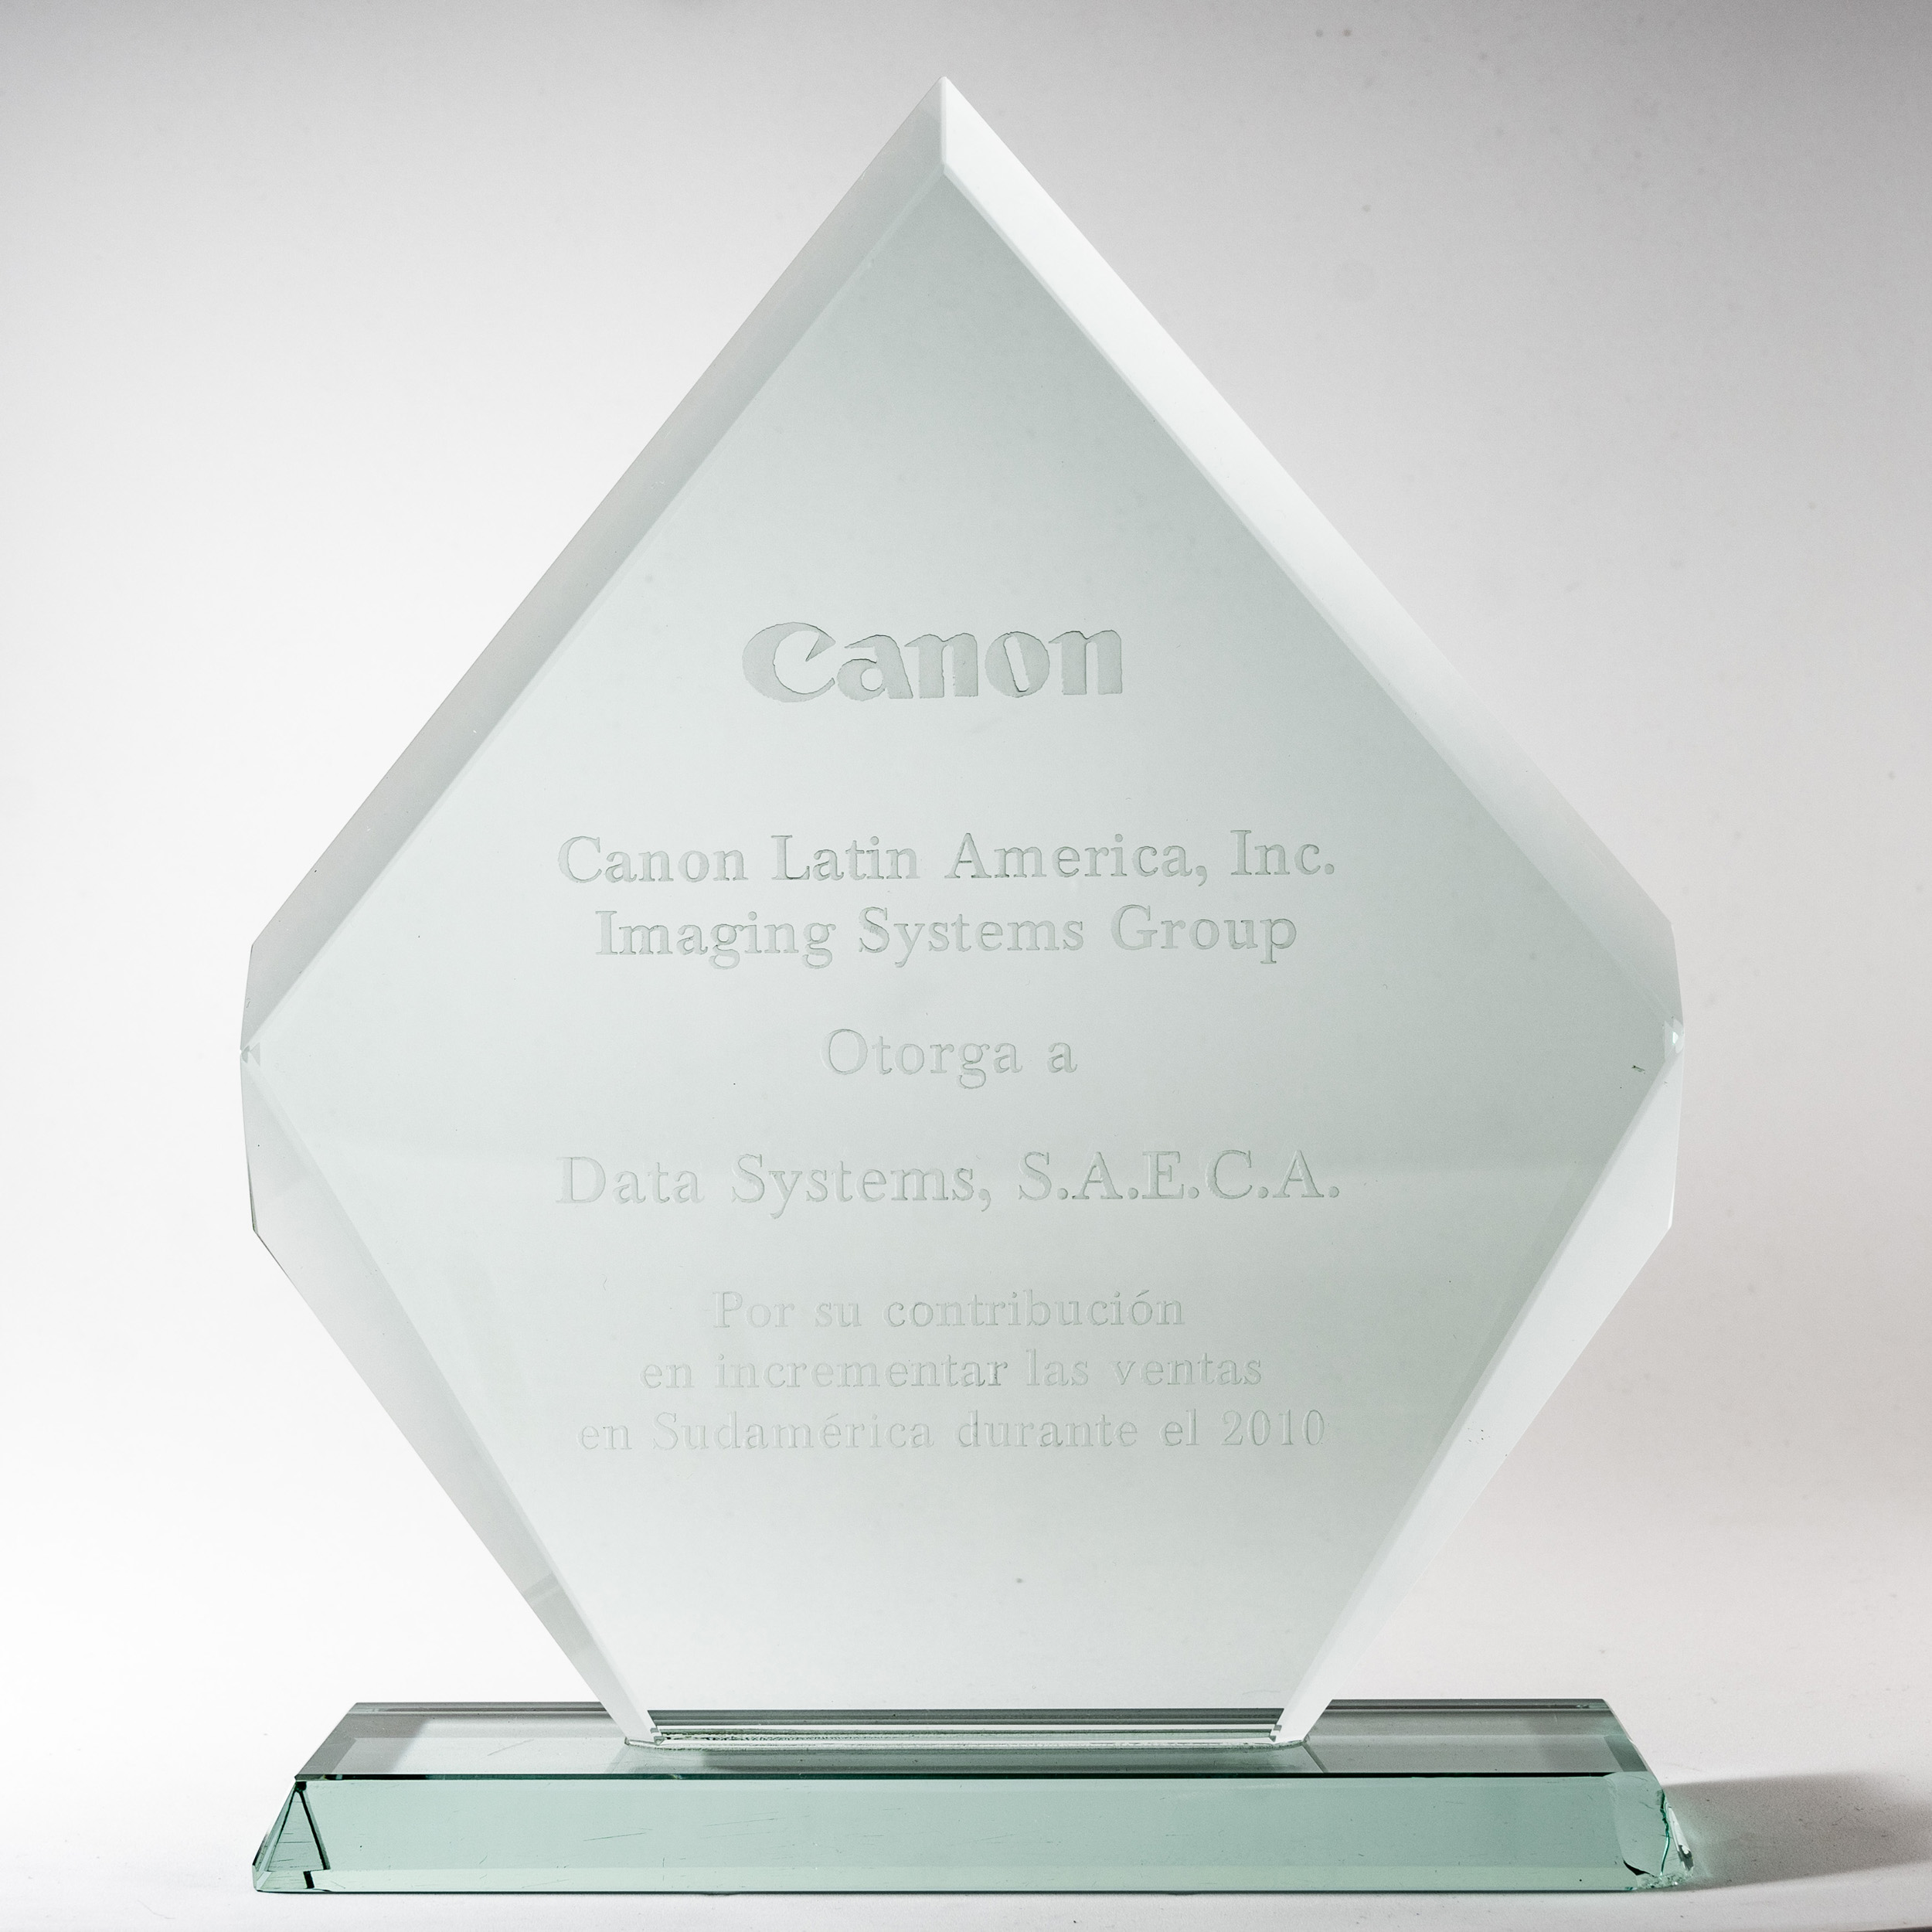 Canon
Canon Latin America, Inc.
Imaging Systems Group
Otorga a
Data Systems, S.A.E.C.A.
Por su contribución
en incrementar las ventas
en Sudamérica durante el 2010